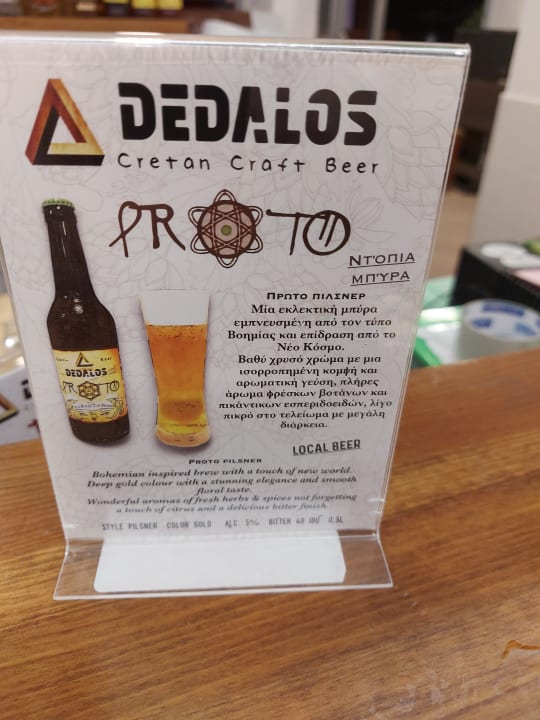 DEDALOS
Cretan Craft Beer
PROTO
ΝΤΌΠΙΑ
ΜΠΎΡΑ
ΠΡΩΤΟ ΠΙΛΣΝΕΡ
Μία εκλεκτική μπύρα
εμπνευσμένη από τον τύπο
Βοημίας και επίδραση από το
Νέο Κόσμο.
Βαθύ χρυσό χρώμα με μια
ισορροπημένη κομψή και
αρωματική γεύση, πλήρες
άρωμα φρέσκων βοτάνων και
πικάντικων εσπεριδοειδών, λίγο
πικρό στο τελείωμα με μεγάλη
διάρκεια.
DEDALOS
PROTO
LOCAL BEER
PROTO PILSNER
Bohemian inspired brew with a touch of new world.
Deep gold colour with a stunning elegance and smooth
floral taste.
Wonderful aromas of fresh herbs & spices not forgetting
a touch of citrus and a delicious bitter finish.
STYLE PILSNER COLOR GOLD ALC. 5% BITTER 40 IBU 0,5L